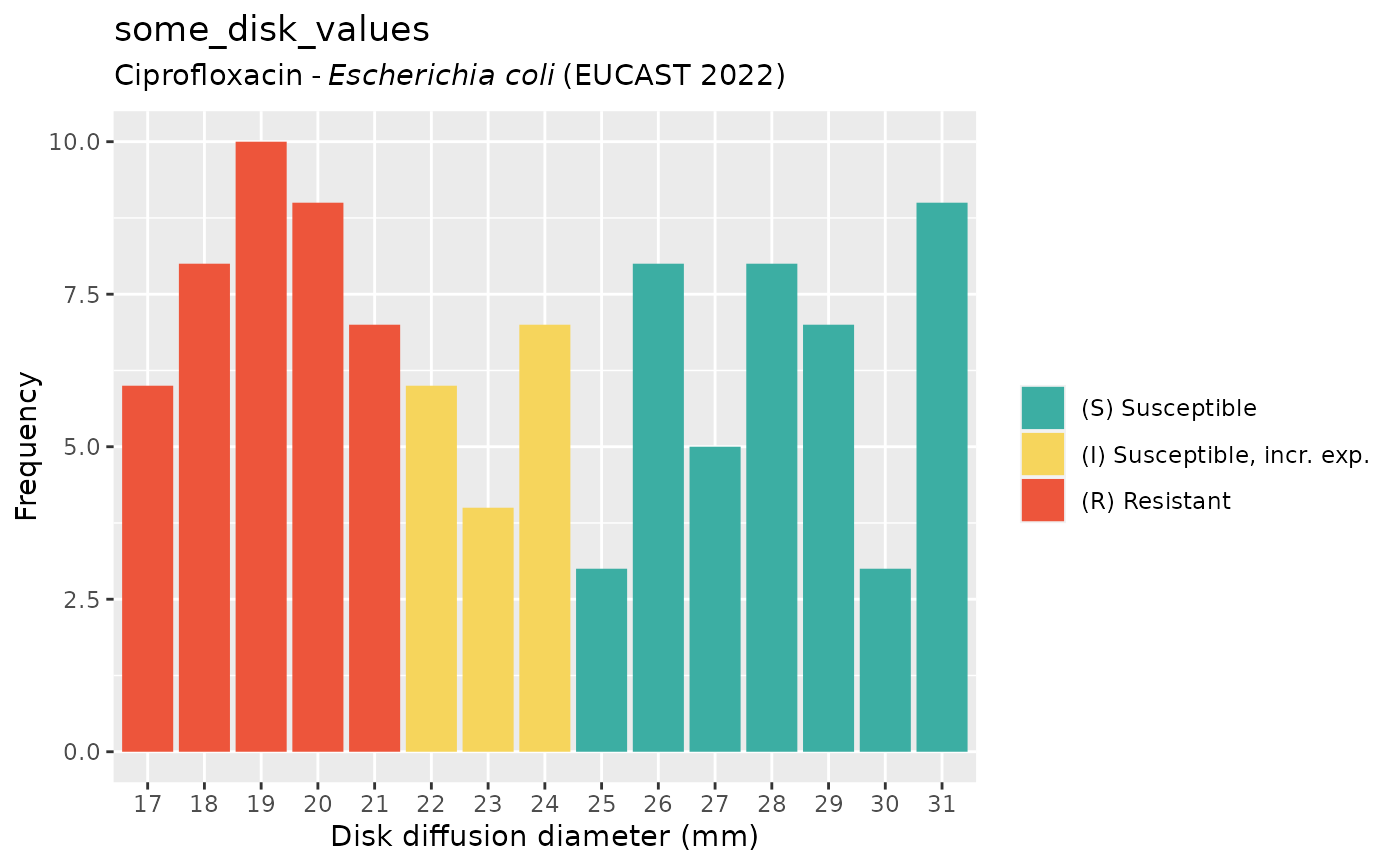 some_disk_values
Ciprofloxacin - Escherichia coli (EUCAST 2022)
10.0
7.5
5.0
2.5
0.0
Frequency
17 18 19 20 21 22 23 24 25 26 27 28 29 30 31
Disk diffusion diameter (mm)
(S) Susceptible
(I) Susceptible, incr. exp.
(R) Resistant